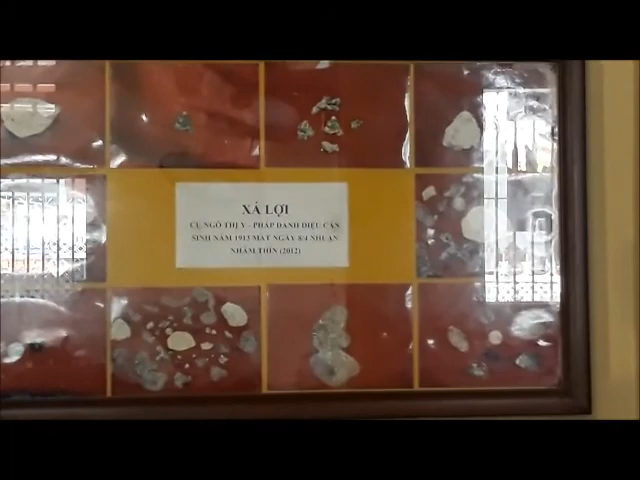 XÁ LỢI
CỤ NGÔ THỊ Y - PHÁP DANH DIỆU CĂN
SINH NĂM 1913 MẤT NGÀY 8/4 NHUẬN
NHÂM THÌN (2012)